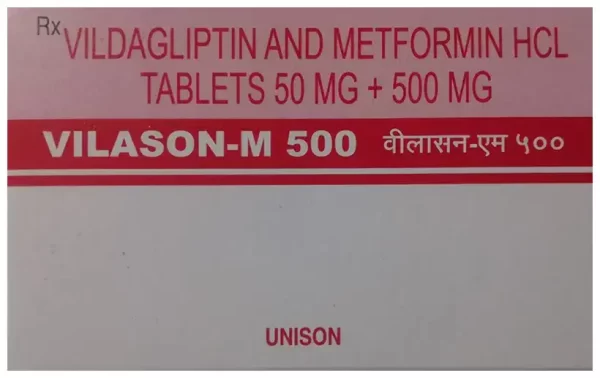 Rx VILDAGLIPTIN AND METFORMIN HCL
TABLETS 50 MG + 500 MG
VILASON-M 500 वीलासन-एम ५००
UNISON